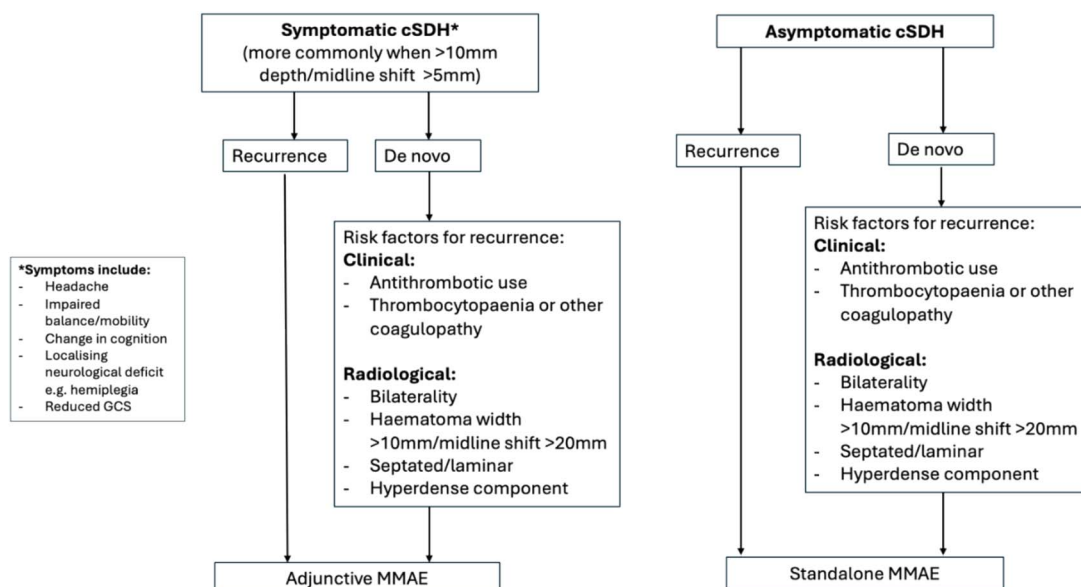 Symptomatic cSDH*
(more commonly when >10mm
depth/midline shift >5mm)
Recurrence
De novo
Risk factors for recurrence:
Clinical:
- Antithrombotic use
- Thrombocytopaenia or other
coagulopathy
Radiological:
- Bilaterality
- Haematoma width
>10mm/midline shift >20mm
- Septated/laminar
- Hyperdense component
Adjunctive MMAE
*Symptoms include:
- Headache
- Impaired
balance/mobility
- Change in cognition
- Localising
neurological deficit
e.g. hemiplegia
- Reduced GCS
Asymptomatic cSDH
Recurrence
De novo
Risk factors for recurrence:
Clinical:
- Antithrombotic use
- Thrombocytopaenia or other
coagulopathy
Radiological:
- Bilaterality
- Haematoma width
>10mm/midline shift >20mm
- Septated/laminar
- Hyperdense component
Standalone MMAE